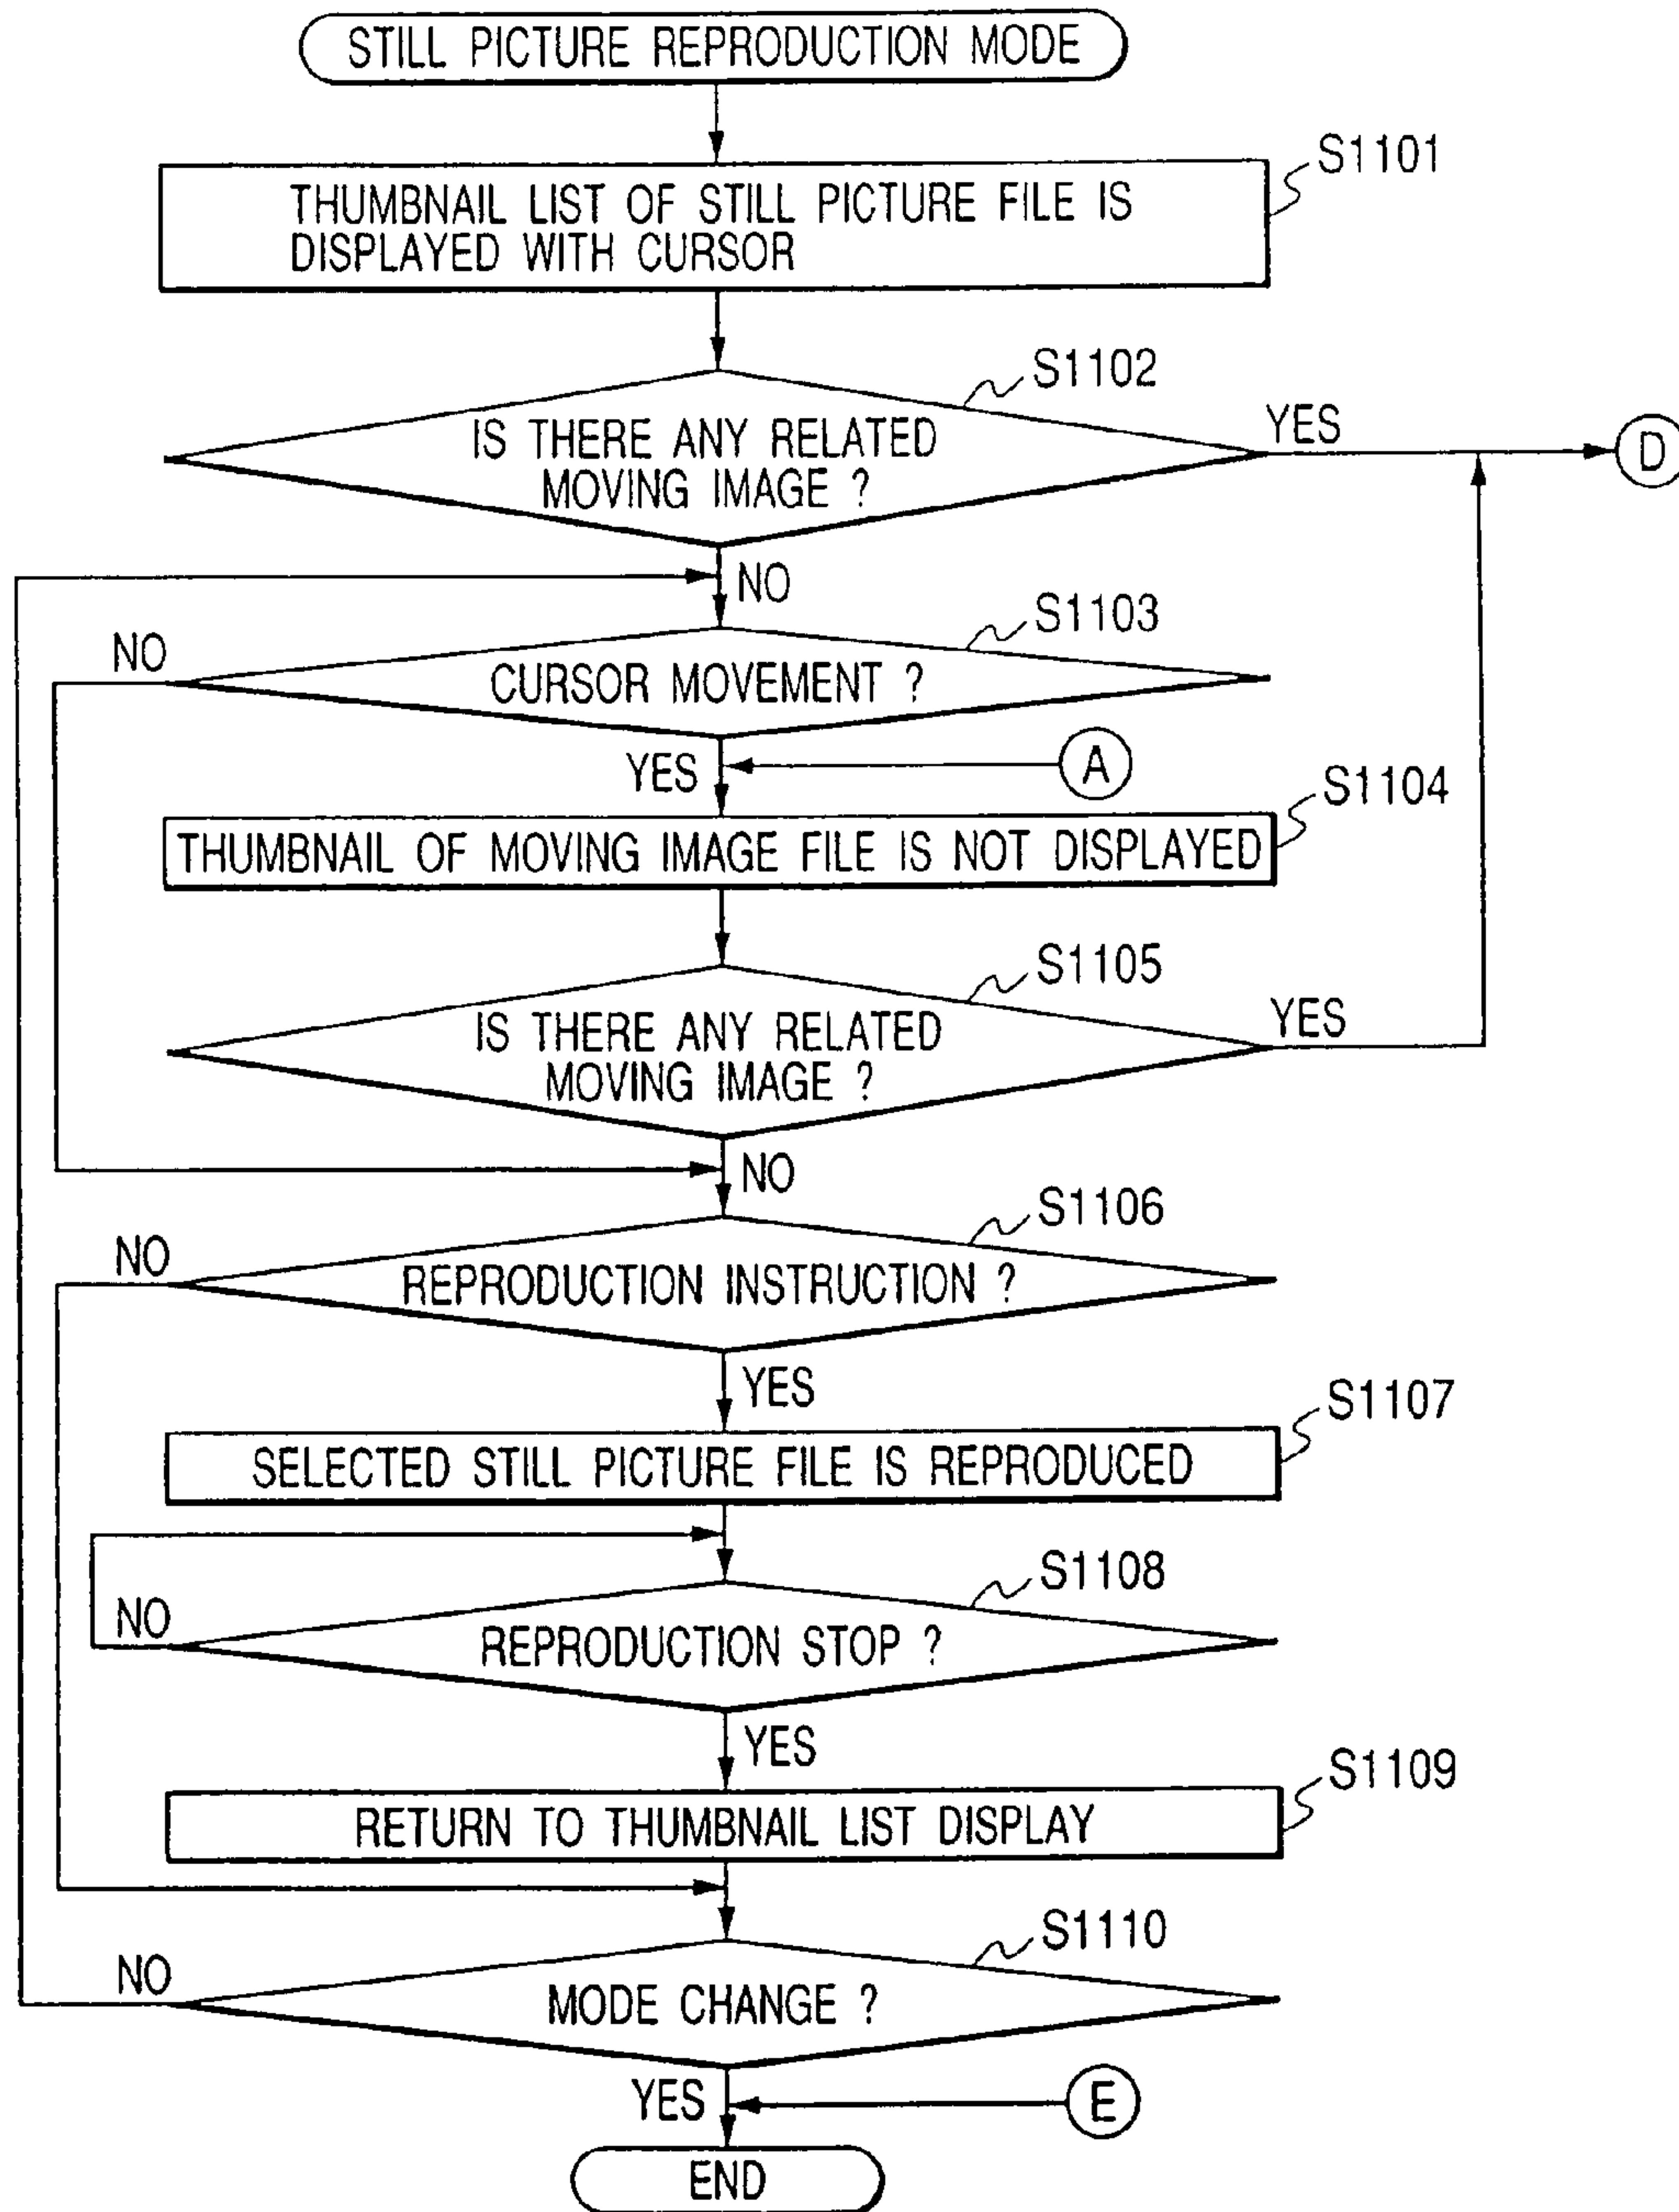 STILL PICTURE REPRODUCTION MODE
S1101
THUMBNAIL LIST OF STILL PICTURE FILE IS
DISPLAYED WITH CURSOR
S1102
IS THERE ANY RELATED
MOVING IMAGE ?
YES
D
NO
S1103
NO
CURSOR MOVEMENT ?
YES
A
S1104
THUMBNAIL OF MOVING IMAGE FILE IS NOT DISPLAYED
S1105
IS THERE ANY RELATED
MOVING IMAGE ?
YES
NO
S1106
NO
REPRODUCTION INSTRUCTION ?
YES
S1107
SELECTED STILL PICTURE FILE IS REPRODUCED
S1108
NO
REPRODUCTION STOP ?
YES
S1109
RETURN TO THUMBNAIL LIST DISPLAY
S1110
NO
MODE CHANGE ?
YES
E
END